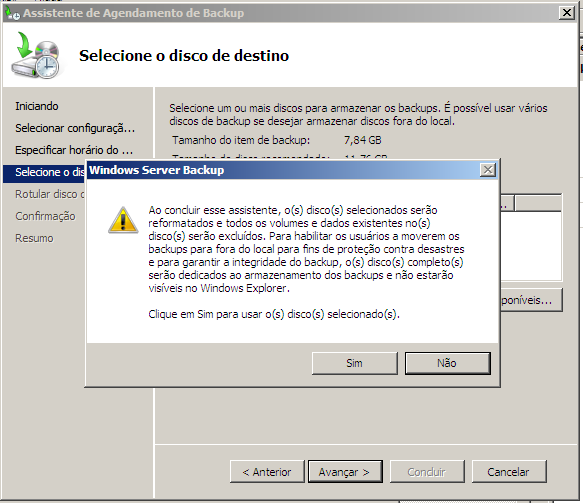 Assistente de Agendamento de Backup
Selecione o disco de destino
Iniciando
Selecionar configuraçã...
Especificar horário do ...
Selecione o dis
Rotular disco d
Confirmação
Resumo
Selecione um ou mais discos para armazenar os backups. É possível usar vários
discos de backup se desejar armazenar discos fora do local.
Tamanho do item de backup: 7,84 GB
Windows Server Backup
Ao concluir esse assistente, o(s) disco(s) selecionados serão
reformatados e todos os volumes e dados existentes no(s)
disco(s) serão excluídos. Para habilitar os usuários a moverem os
backups para fora do local para fins de proteção contra desastres
e para garantir a integridade do backup, o(s) disco(s) completo(s)
serão dedicados ao armazenamento dos backups e não estarão
visíveis no Windows Explorer.
Clique em Sim para usar o(s) disco(s) selecionado(s).
Sim Não
sponíveis...
< Anterior Avançar > Concluir Cancelar